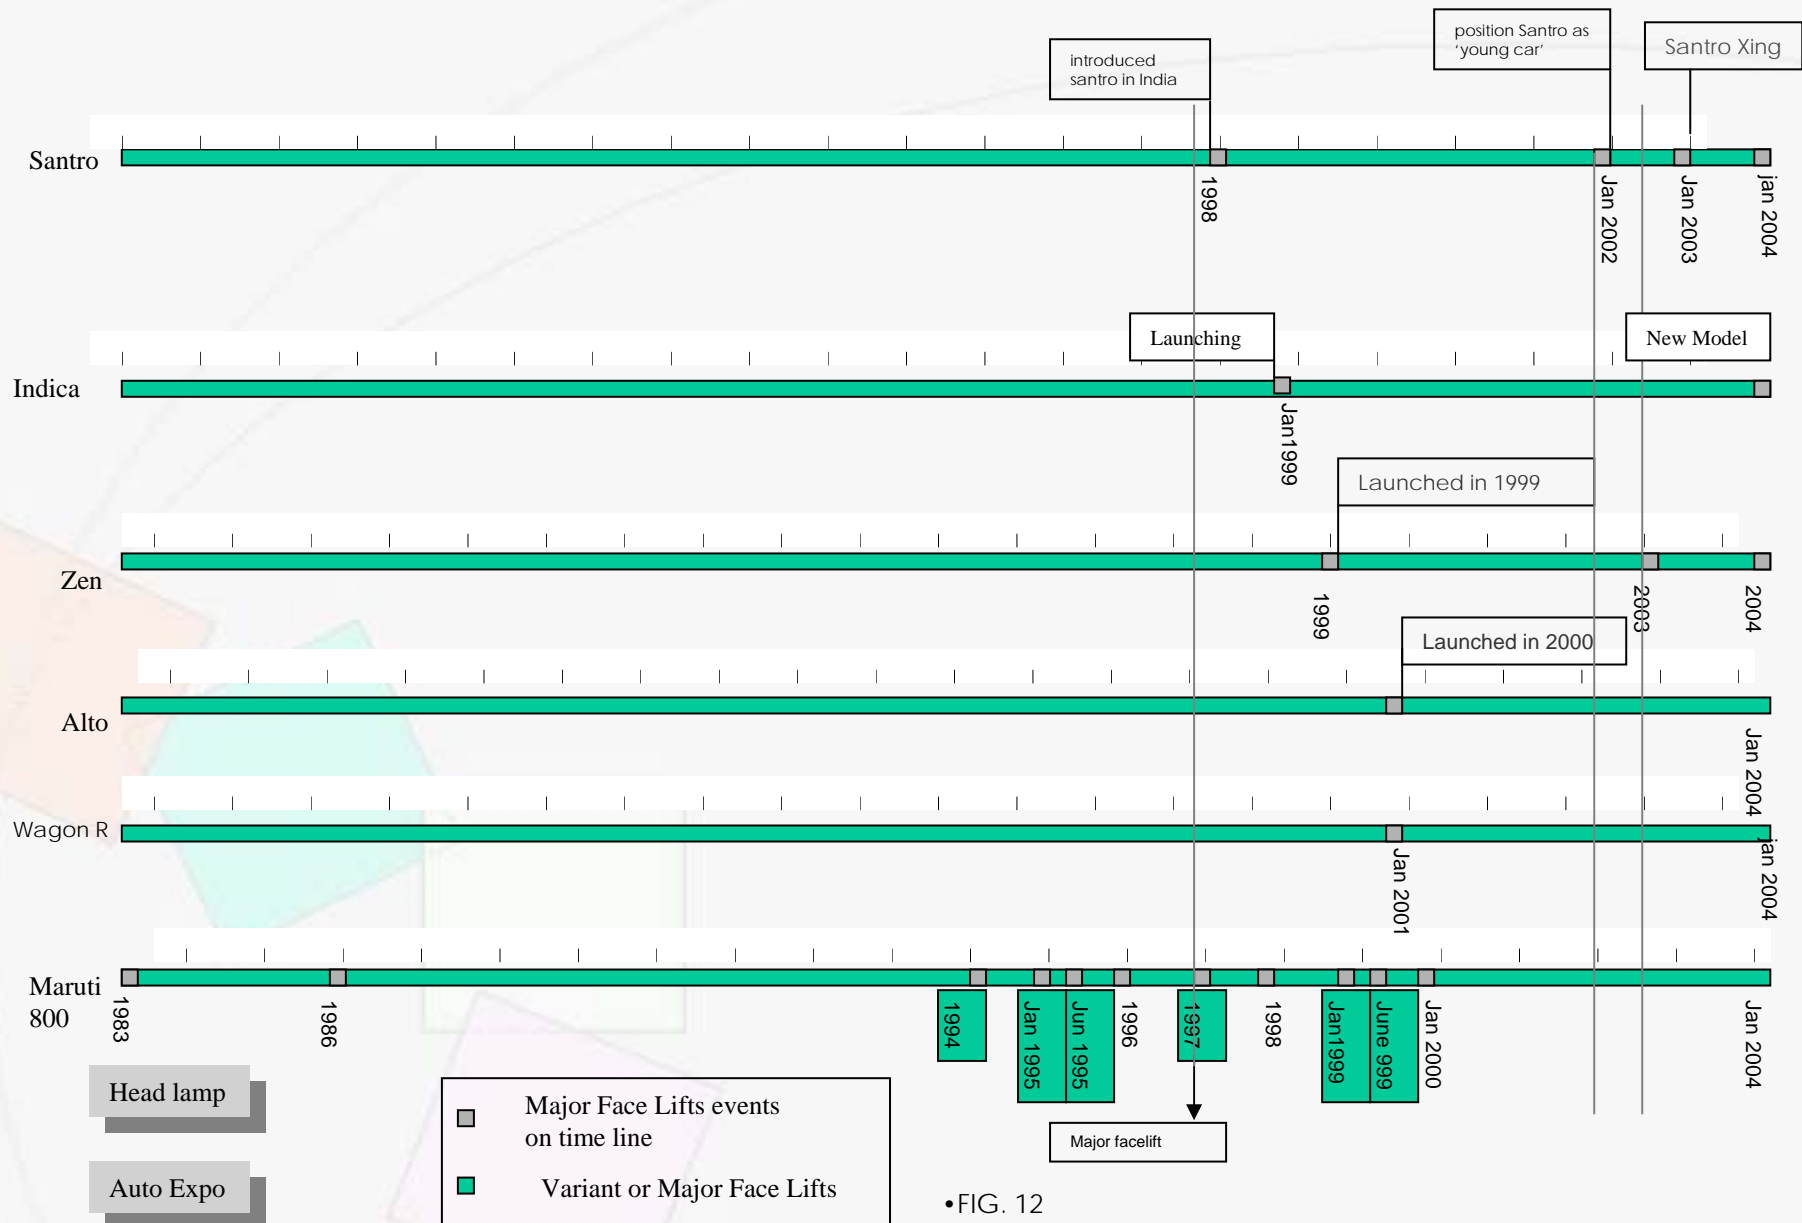 introduced
santro in India
position Santro as
‘young car’
Santro Xing
Santro
1998
Jan 2002
Jan 2003
jan 2004
Launching
New Model
Indica
Jan1999
Launched in 1999
Zen
1999
2003
2004
Launched in 2000
Alto
Jan 2004
Wagon R
Jan 2001
jan 2004
Maruti
800
1983
1986
1994
Jan 1995
Jun 1995
1996
1997
1998
Jan1999
June 999
Jan 2000
Jan 2004
Head lamp
Auto Expo
Major Face Lifts events
on time line
Variant or Major Face Lifts
Major facelift
•FIG. 12